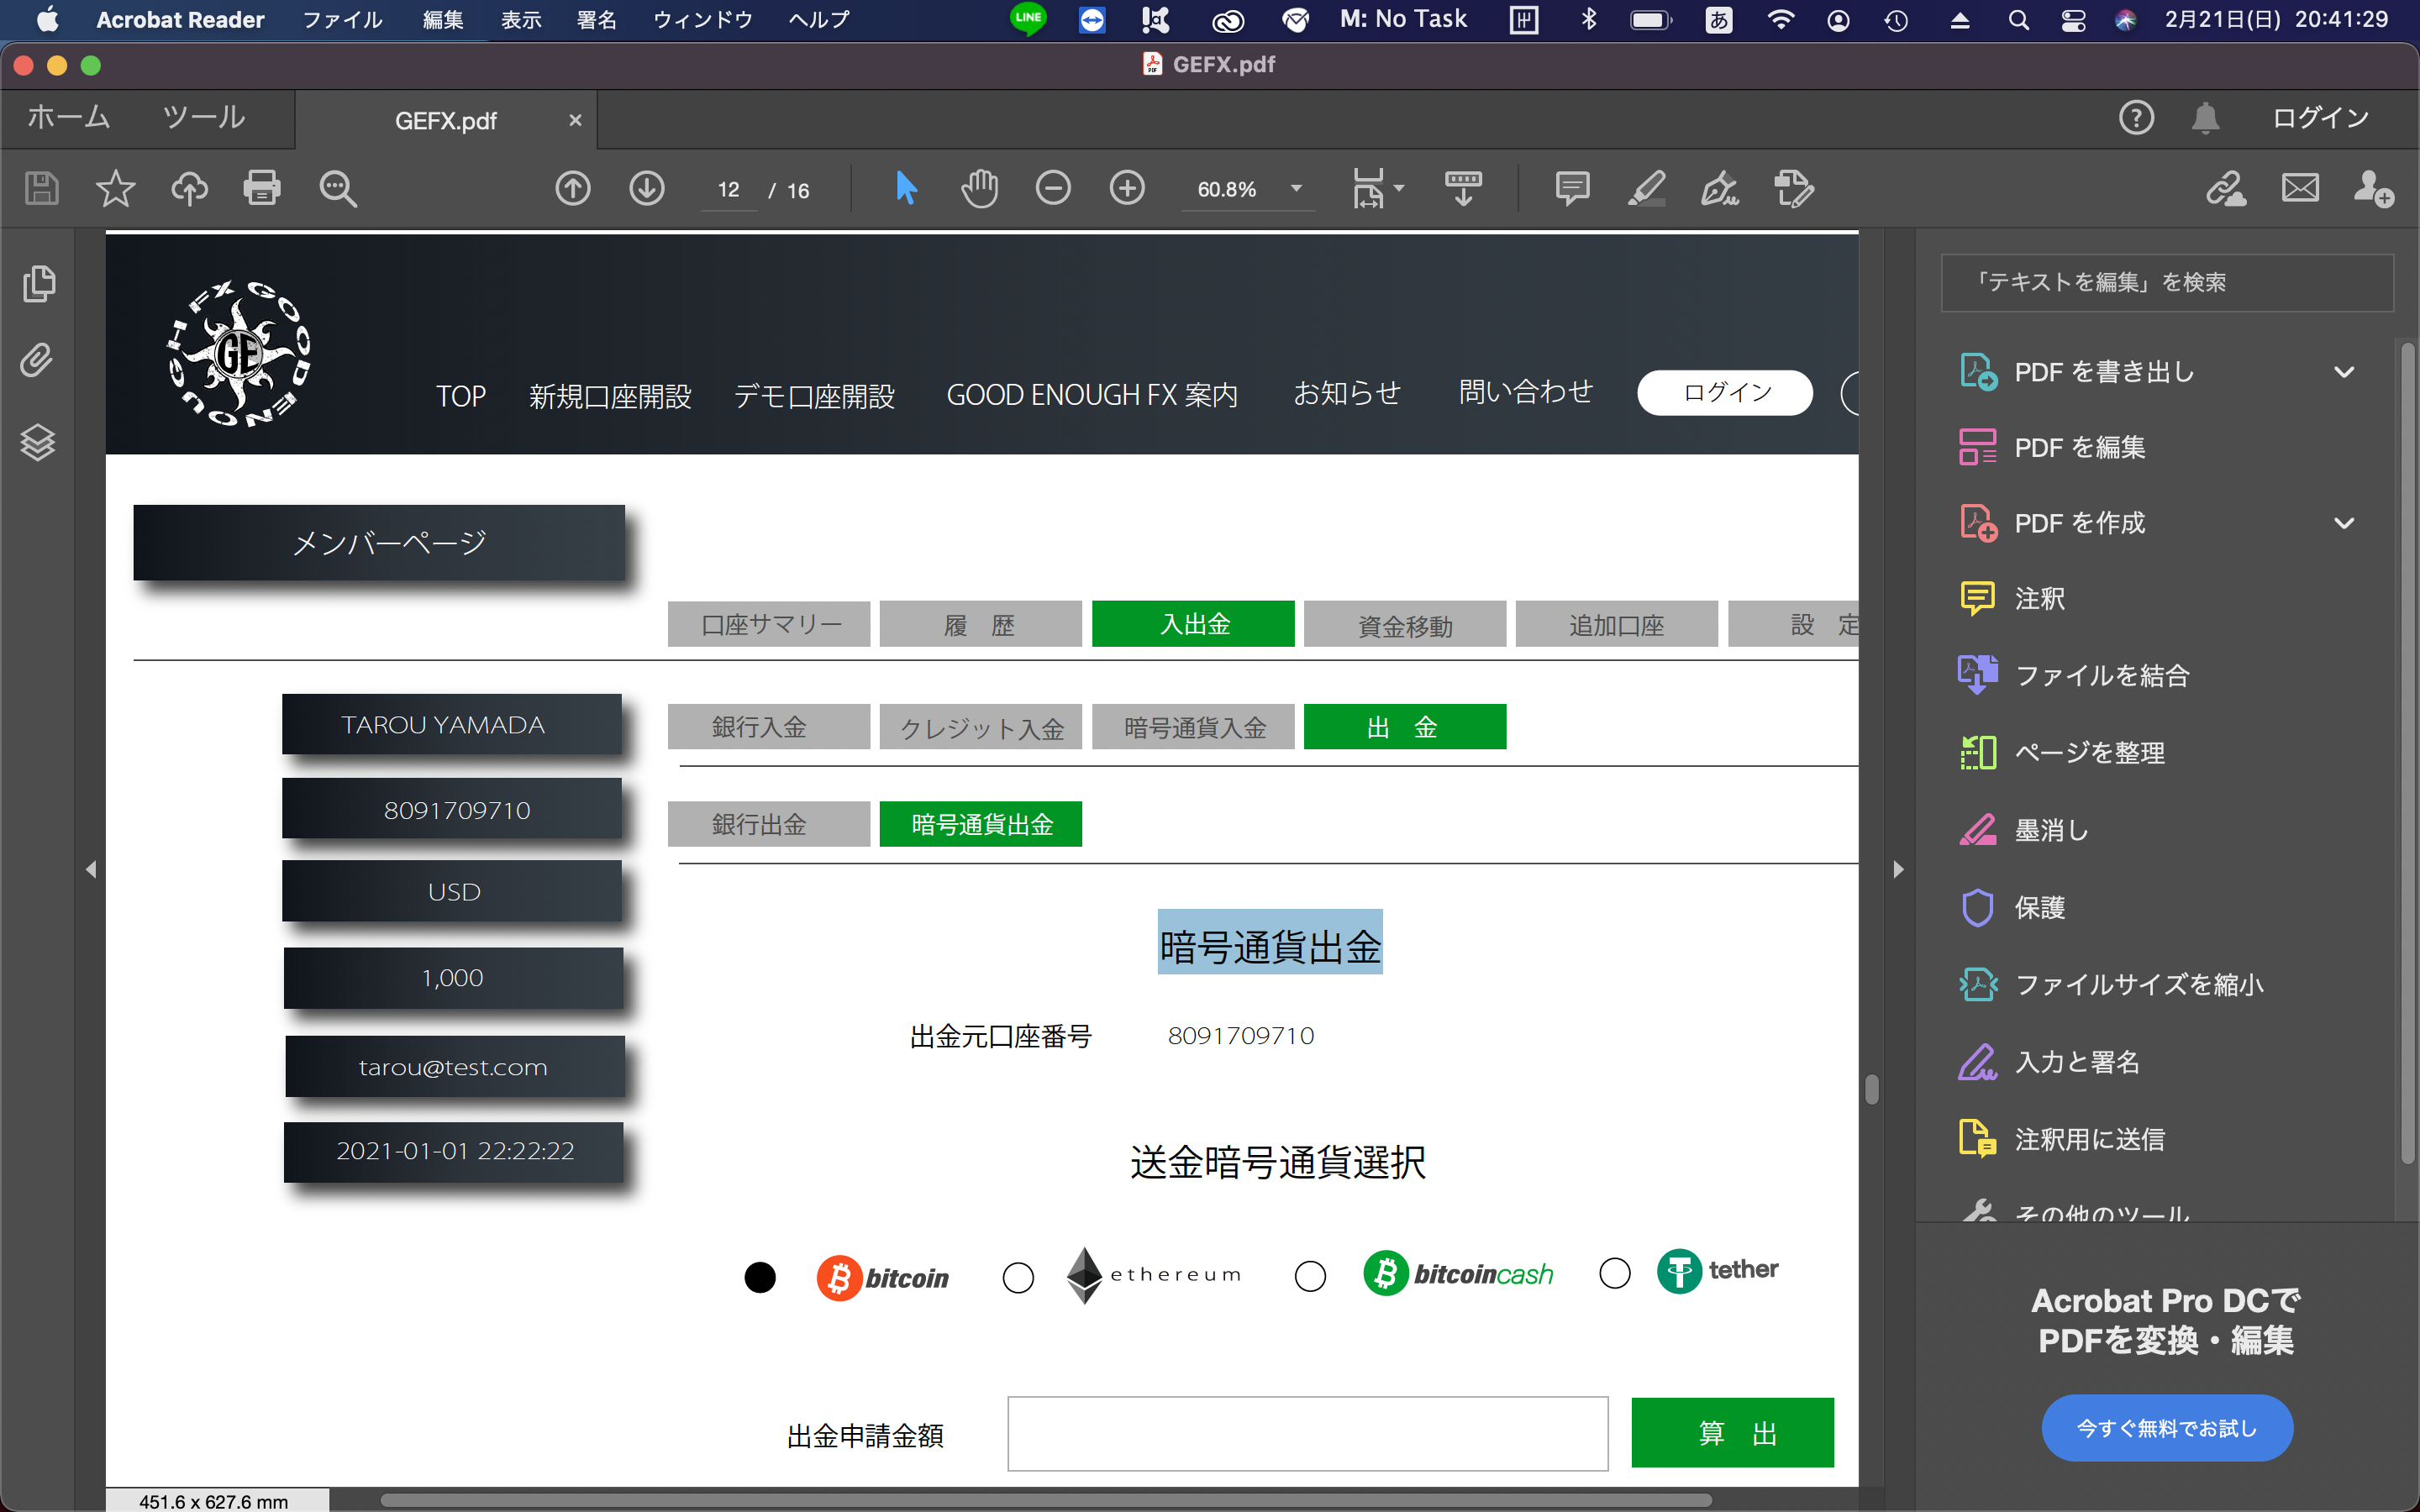 Acrobat Reader ファイル 編集 表示 署名 ウィンドウ ヘルプ LINE M: No Task あ 2月21日(日) 20:41:29
GEFX.pdf
ホーム ツール GEFX.pdf × ? ログイン
12 / 16 60.8%
GOOD ENOUGH FX
GE
TOP 新規口座開設 デモ口座開設 GOOD ENOUGH FX 案内 お知らせ 問い合わせ ログイン
メンバーページ
口座サマリー 履 歴 入出金 資金移動 追加口座 設 定
TAROU YAMADA
銀行入金 クレジット入金 暗号通貨入金 出 金
8091709710
銀行出金 暗号通貨出金
USD
1,000
tarou@test.com
2021-01-01 22:22:22
暗号通貨出金
出金元口座番号 8091709710
送金暗号通貨選択
bitcoin ethereum bitcoincash tether
出金申請金額 算 出
451.6 x 627.6 mm
「テキストを編集」を検索
PDF を書き出し
PDF を編集
PDF を作成
注釈
ファイルを結合
ページを整理
墨消し
保護
ファイルサイズを縮小
入力と署名
注釈用に送信
その他のツール
Acrobat Pro DCで
PDFを変換・編集
今すぐ無料でお試し